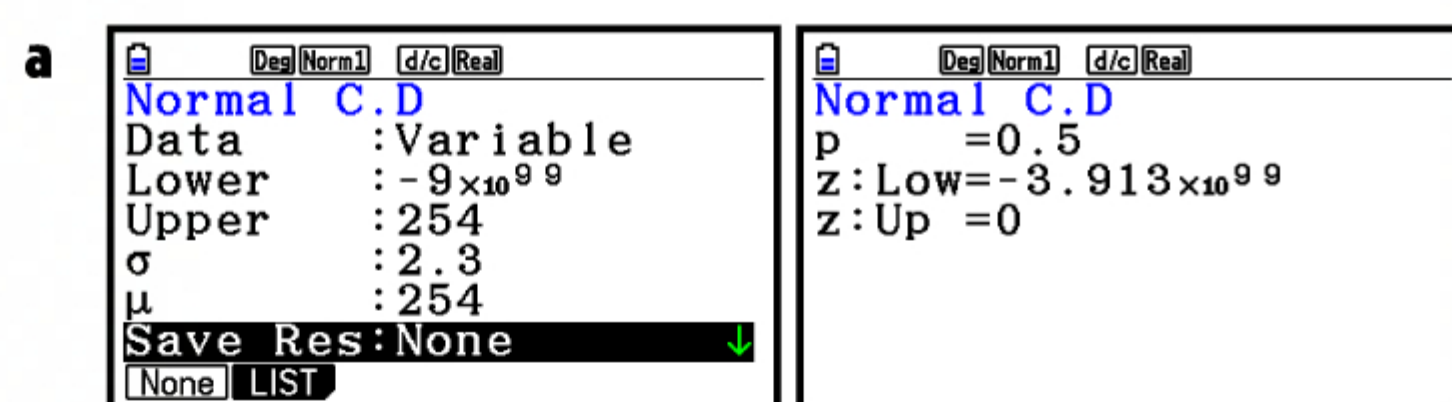 a
Deg Norm1 d/c Real
Normal C.D
Data :Variable
Lower :-9×10⁹⁹
Upper :254
σ :2.3
μ :254
Save Res:None ↓
None LIST
Deg Norm1 d/c Real
Normal C.D
p =0.5
z:Low=-3.913×10⁹⁹
z:Up =0